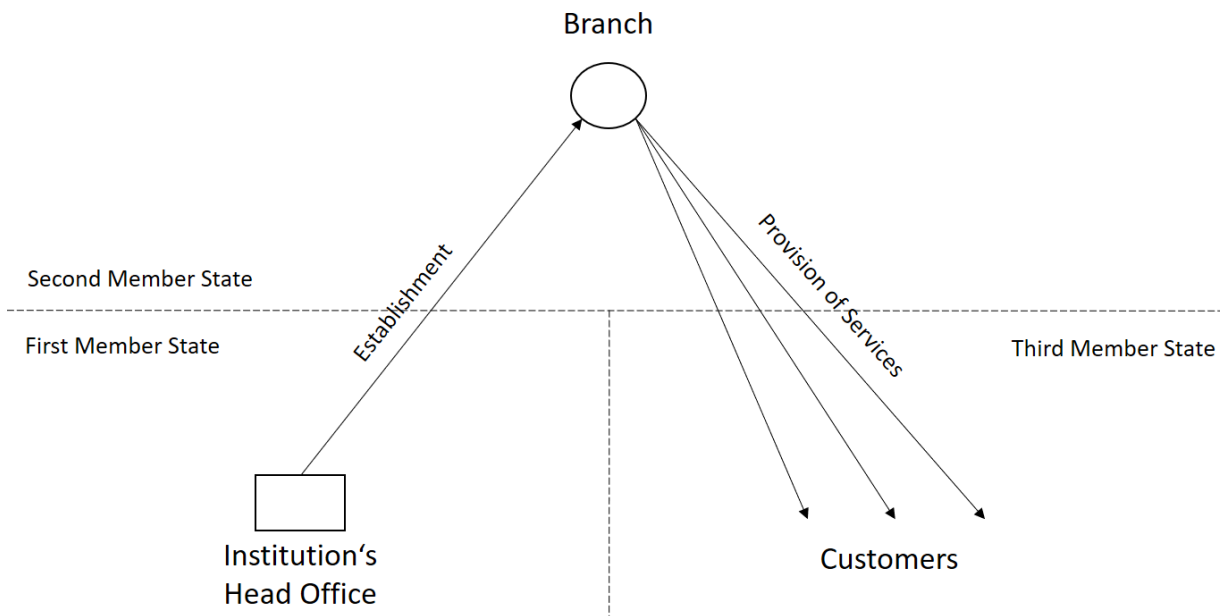 Branch
Establishment
Provision of Services
Second Member State
First Member State
Third Member State
Institution‘s
Head Office
Customers